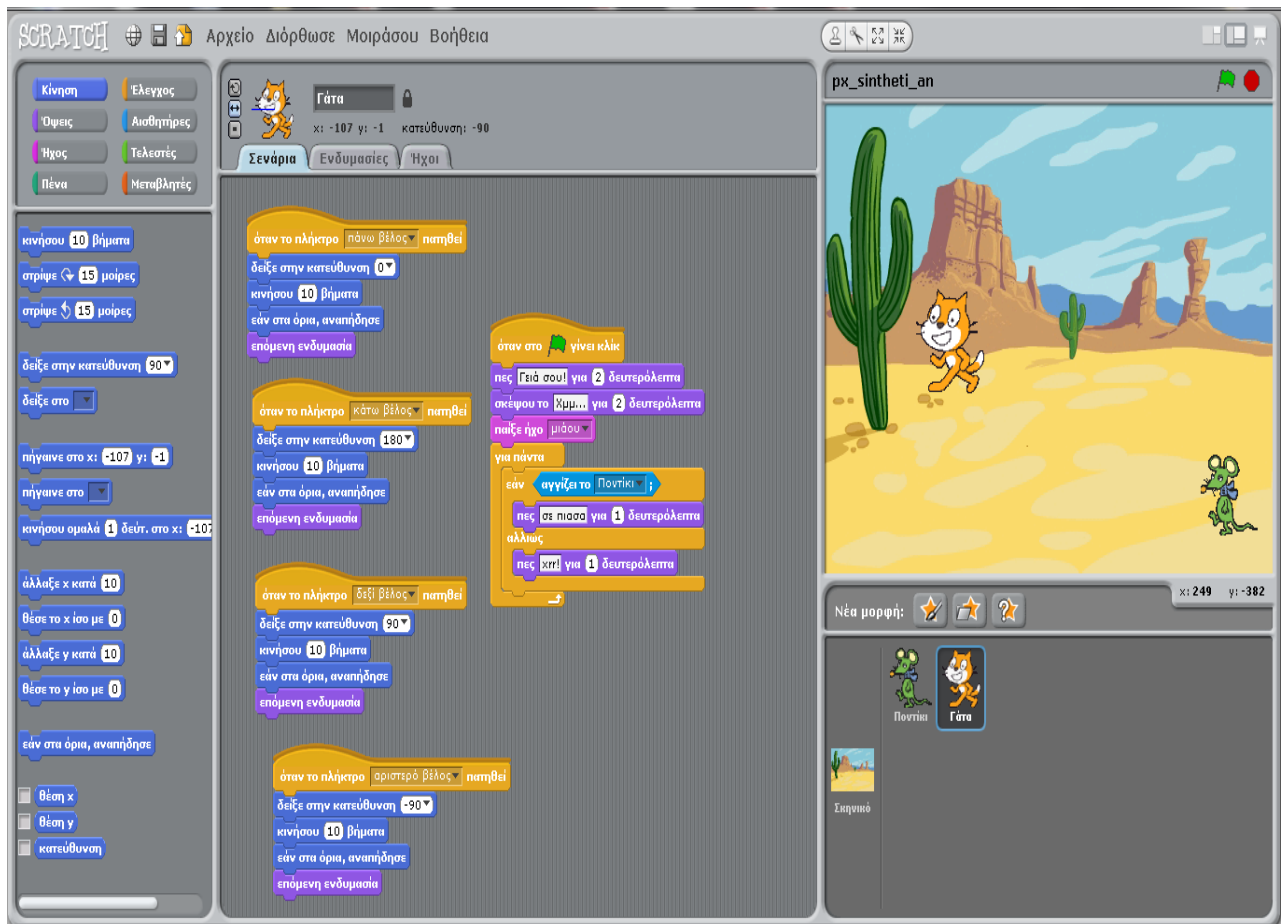 SCRATCH Αρχείο Διόρθωσε Μοιράσου Βοήθεια
Κίνηση Έλεγχος
Όψεις Αισθητήρες
Ήχος Τελεστές
Πένα Μεταβλητές
κινήσου 10 βήματα
στρίψε 15 μοίρες
στρίψε 15 μοίρες
δείξε στην κατεύθυνση 90
δείξε στο
πήγαινε στο x: -107 y: -1
πήγαινε στο
κινήσου ομαλά 1 δεύτ. στο x: -107
άλλαξε x κατά 10
θέσε το x ίσο με 0
άλλαξε y κατά 10
θέσε το y ίσο με 0
εάν στα όρια, αναπήδησε
θέση x
θέση y
κατεύθυνση
Γάτα
x: -107 y: -1 κατεύθυνση: -90
Σενάρια Ενδυμασίες Ήχοι
όταν το πλήκτρο πάνω βέλος πατηθεί
δείξε στην κατεύθυνση 0
κινήσου 10 βήματα
εάν στα όρια, αναπήδησε
επόμενη ενδυμασία
όταν το πλήκτρο κάτω βέλος πατηθεί
δείξε στην κατεύθυνση 180
κινήσου 10 βήματα
εάν στα όρια, αναπήδησε
επόμενη ενδυμασία
όταν το πλήκτρο δεξί βέλος πατηθεί
δείξε στην κατεύθυνση 90
κινήσου 10 βήματα
εάν στα όρια, αναπήδησε
επόμενη ενδυμασία
όταν το πλήκτρο αριστερό βέλος πατηθεί
δείξε στην κατεύθυνση -90
κινήσου 10 βήματα
εάν στα όρια, αναπήδησε
επόμενη ενδυμασία
όταν στο γίνει κλίκ
πες Γειά σου! για 2 δευτερόλεπτα
σκέψου το Χμμ... για 2 δευτερόλεπτα
παίξε ήχο μιάου
για πάντα
εάν αγγίζει το Ποντίκι ;
πες σε πιασα για 1 δευτερόλεπτα
αλλιώς
πες xrr! για 1 δευτερόλεπτα
px_sintheti_an
x: 249 y: -382
Νέα μορφή:
Ποντίκι Γάτα
Σκηνικό